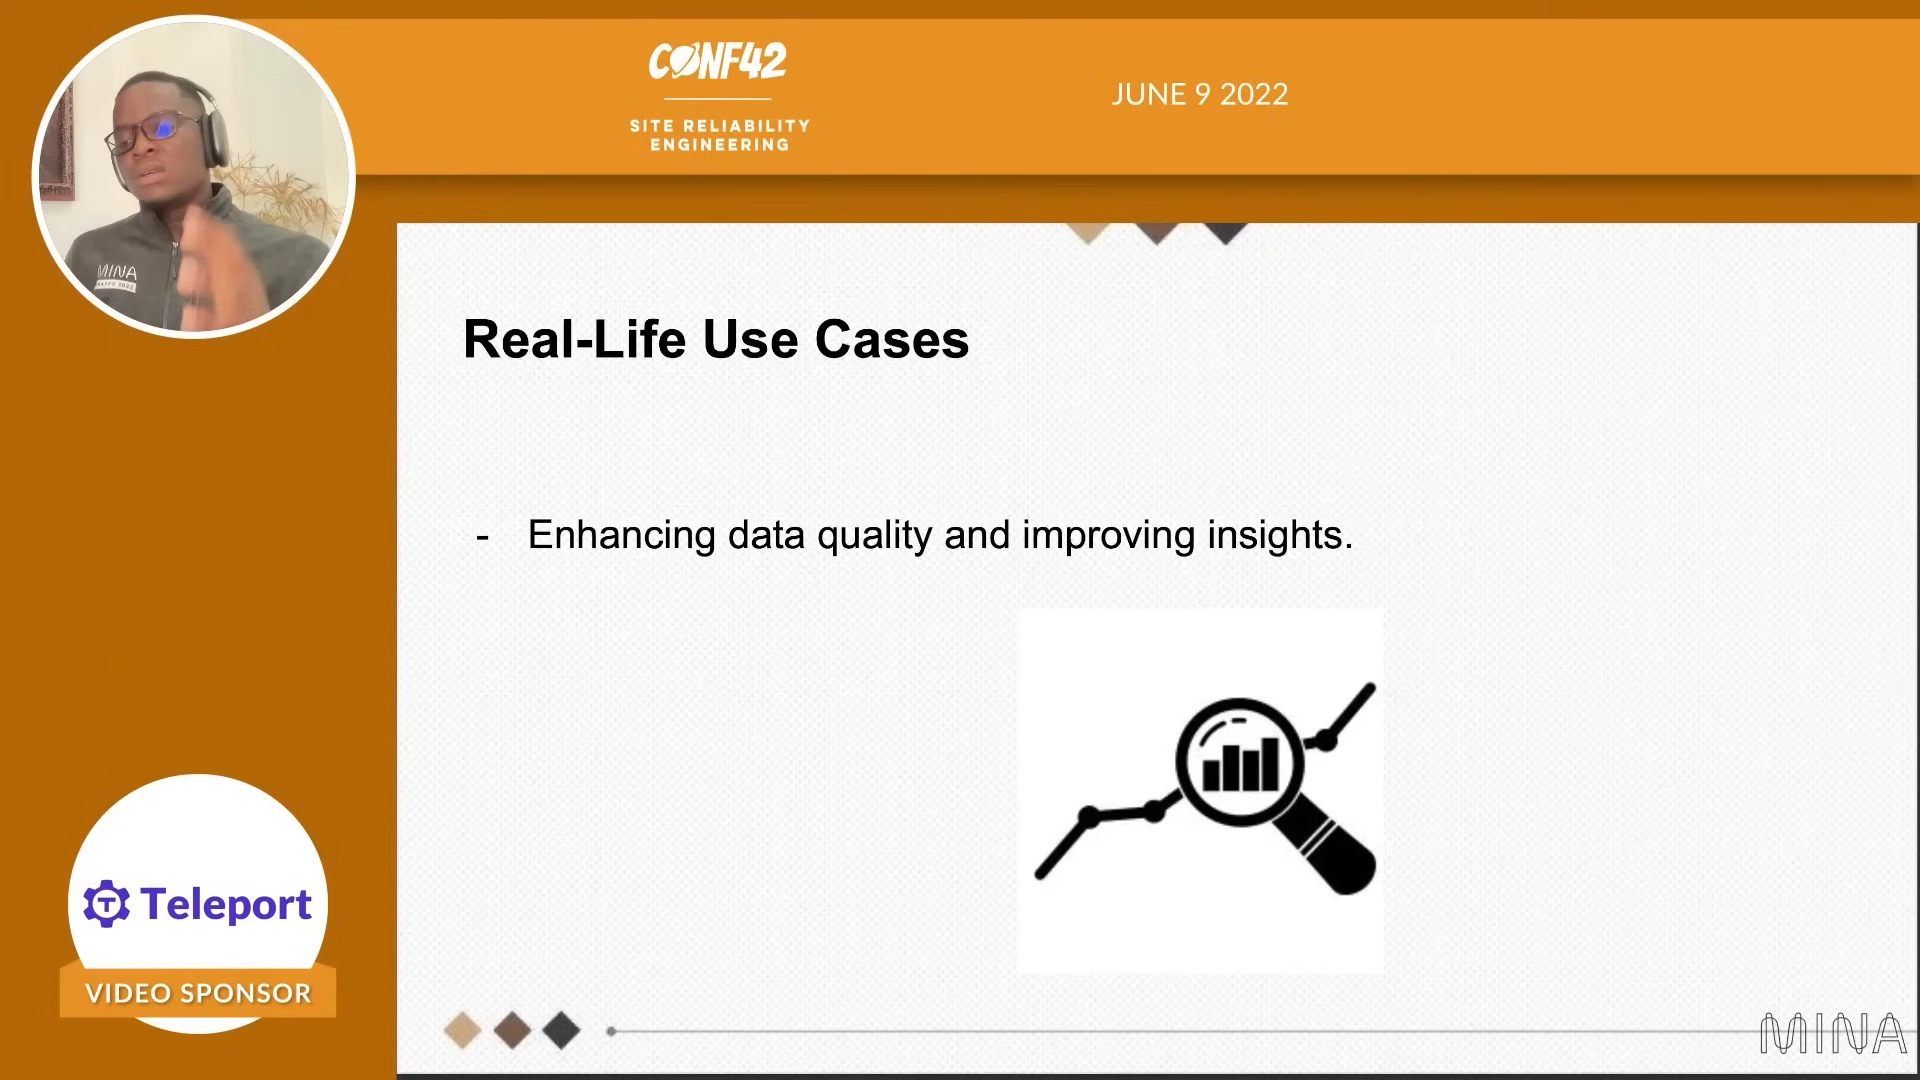 CONF42
SITE RELIABILITY
ENGINEERING
JUNE 9 2022
MINA
Real-Life Use Cases
- Enhancing data quality and improving insights.
Teleport
VIDEO SPONSOR
MINA